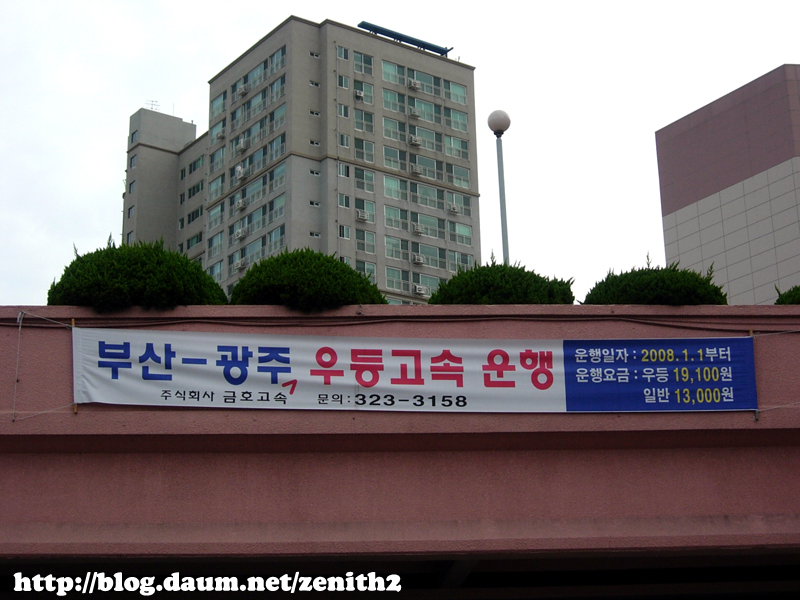 부산-광주 우등고속 운행
주식회사 금호고속 문의: 323-3158
운행일자 : 2008.1.1부터
운행요금 : 우등 19,100원
일반 13,000원
http://blog.daum.net/zenith2